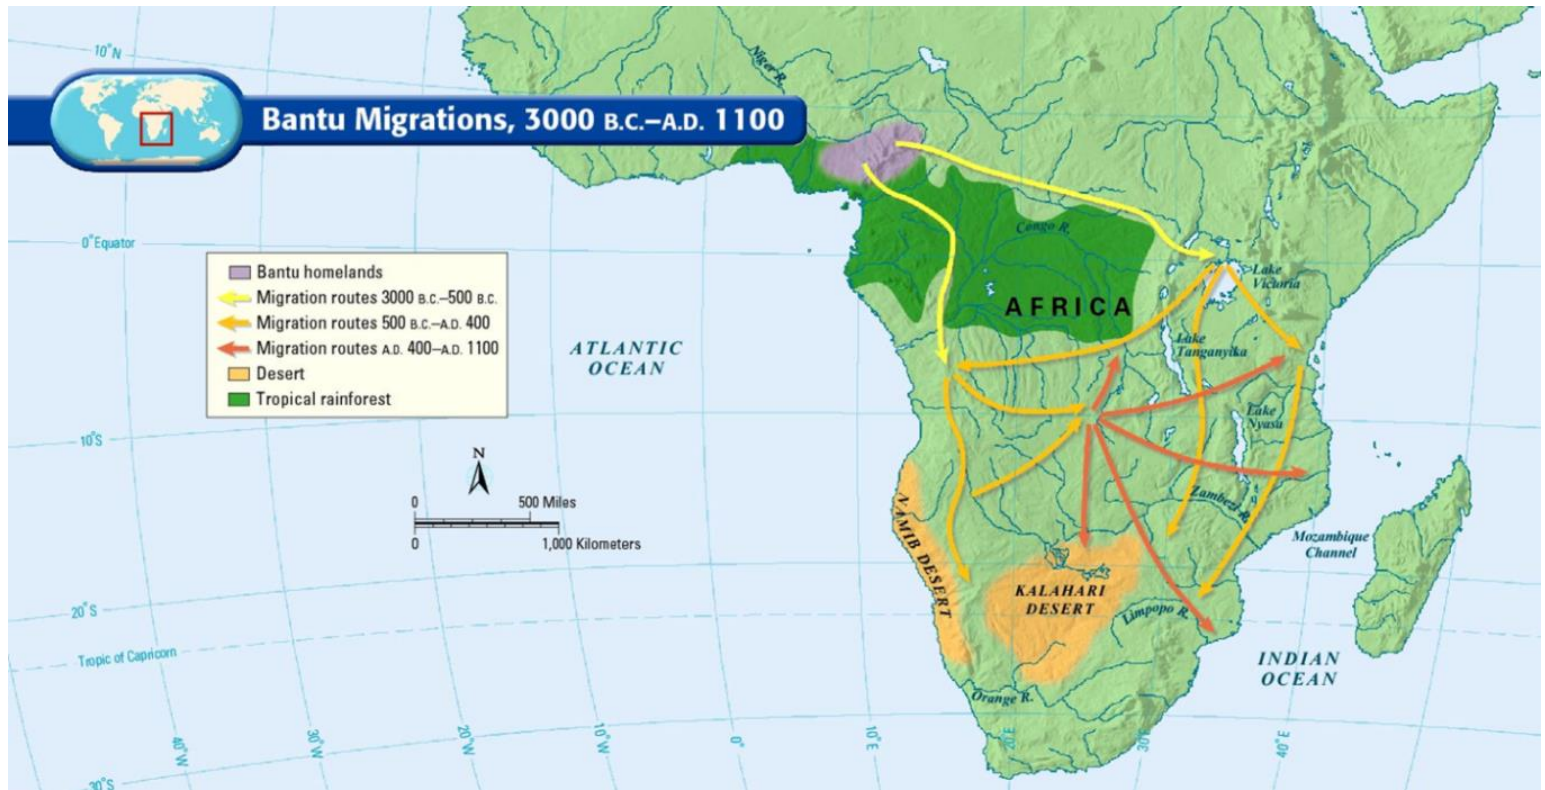 10°N
Niger R.
Bantu Migrations, 3000 B.C.–A.D. 1100
0° Equator
Congo R.
Bantu homelands
Migration routes 3000 B.C.–500 B.C.
Migration routes 500 B.C.–A.D. 400
Migration routes A.D. 400–A.D. 1100
Desert
Tropical rainforest
Lake
Victoria
AFRICA
ATLANTIC
OCEAN
Lake
Tanganyika
Lake
Nyasa
10°S
N
0
500 Miles
0
1,000 Kilometers
NAMIB DESERT
Zambezi R.
Mozambique
Channel
KALAHARI
DESERT
Limpopo R.
20°S
Tropic of Capricorn
INDIAN
OCEAN
Orange R.
40°W
30°W
20°W
10°W
0°
10°E
20°E
30°E
40°E
30°S